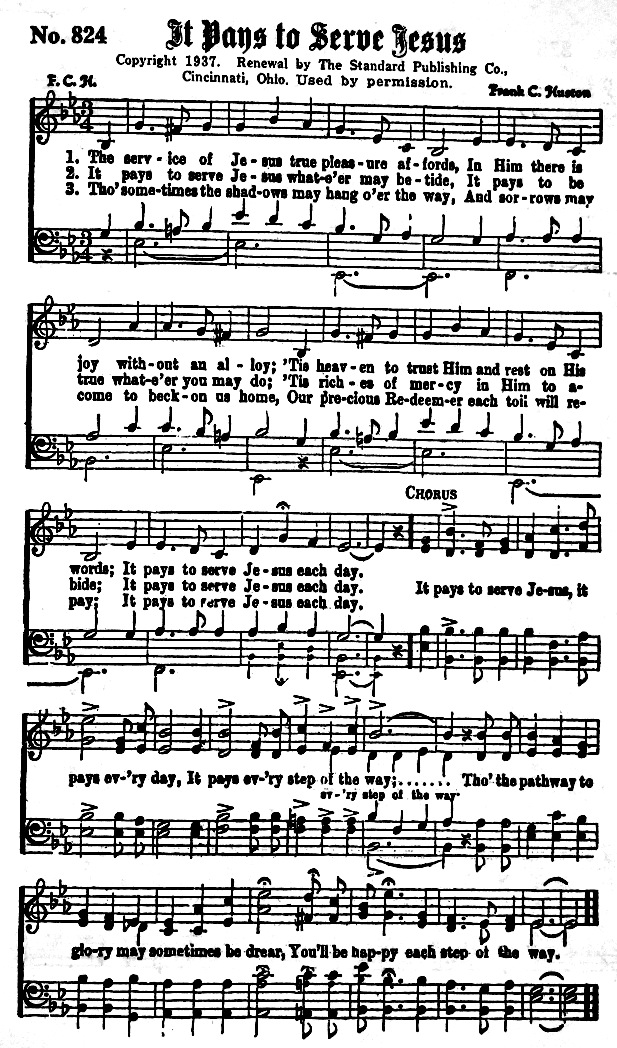 No. 824
It Pays to Serve Jesus
Copyright 1937. Renewal by The Standard Publishing Co.,
Cincinnati, Ohio. Used by permission.
F. C. H.
Frank C. Huston
1. The serv - ice of Je - sus true pleas - ure af - fords, In Him there is
2. It pays to serve Je - sus what-e'er may be - tide, It pays to be
3. Tho' some-times the shad - ows may hang o'er the way, And sor - rows may
joy with - out an al - loy; 'Tis heav - en to trust Him and rest on His
true what-e'er you may do; 'Tis rich - es of mer - cy in Him to a-
come to beck - on us home, Our pre-cious Re-deem-er each toil will re-
CHORUS
words; It pays to serve Je - sus each day.
bide; It pays to serve Je - sus each day. It pays to serve Je-sus, it
pay; It pays to serve Je - sus each day.
pays ev-'ry day, It pays ev-'ry step of the way;....... Tho' the pathway to
ev-'ry step of the way
glo-ry may sometimes be drear, You'll be hap-py each step of the way.